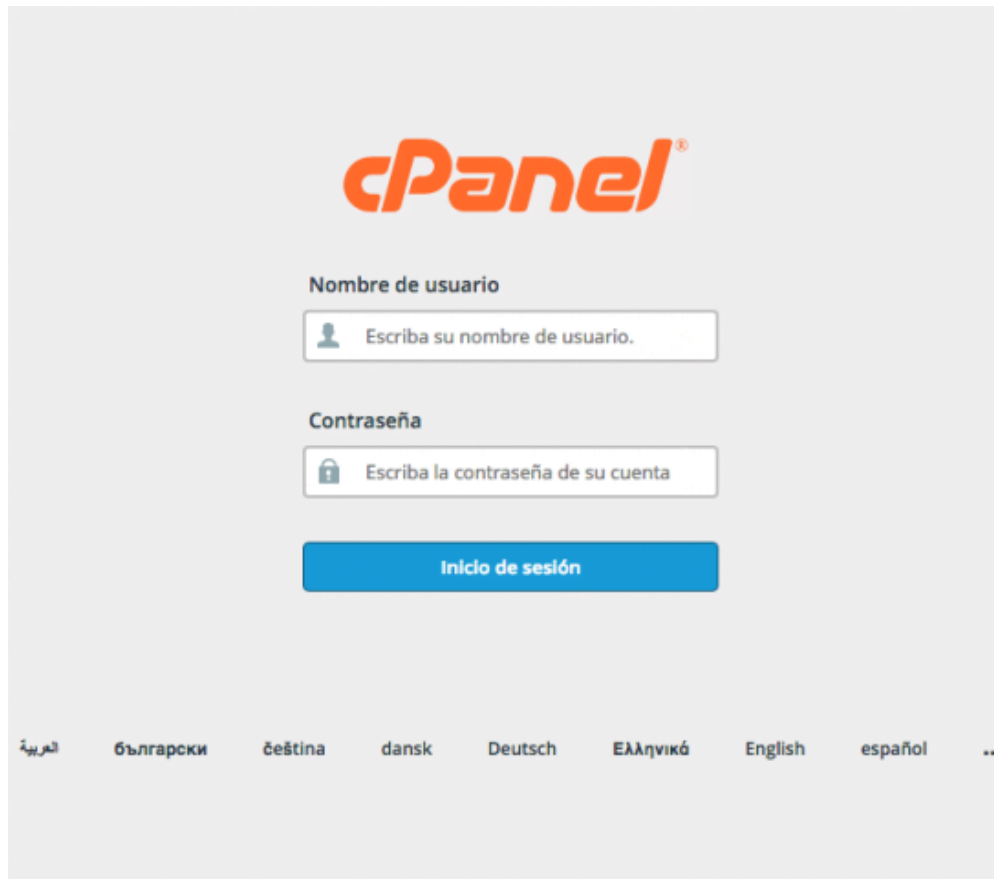 cPanel®
Nombre de usuario
Escriba su nombre de usuario.
Contraseña
Escriba la contraseña de su cuenta
Inicio de sesión
العربية български čeština dansk Deutsch Ελληνικά English español ..